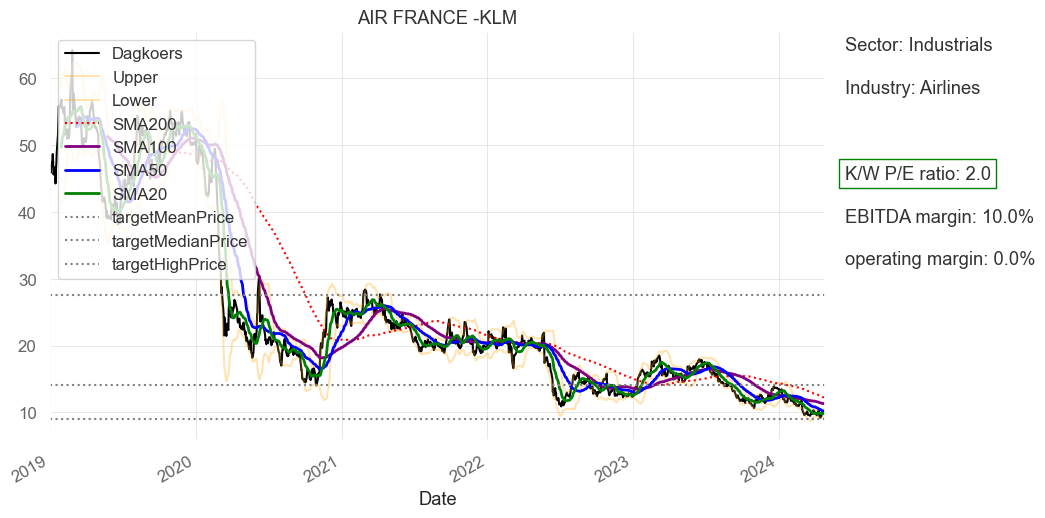 AIR FRANCE -KLM
Dagkoers
Upper
Lower
SMA200
SMA100
SMA50
SMA20
targetMeanPrice
targetMedianPrice
targetHighPrice
60
50
40
30
20
10
2019
2020
2021
2022
2023
2024
Date
Sector: Industrials
Industry: Airlines
K/W P/E ratio: 2.0
EBITDA margin: 10.0%
operating margin: 0.0%